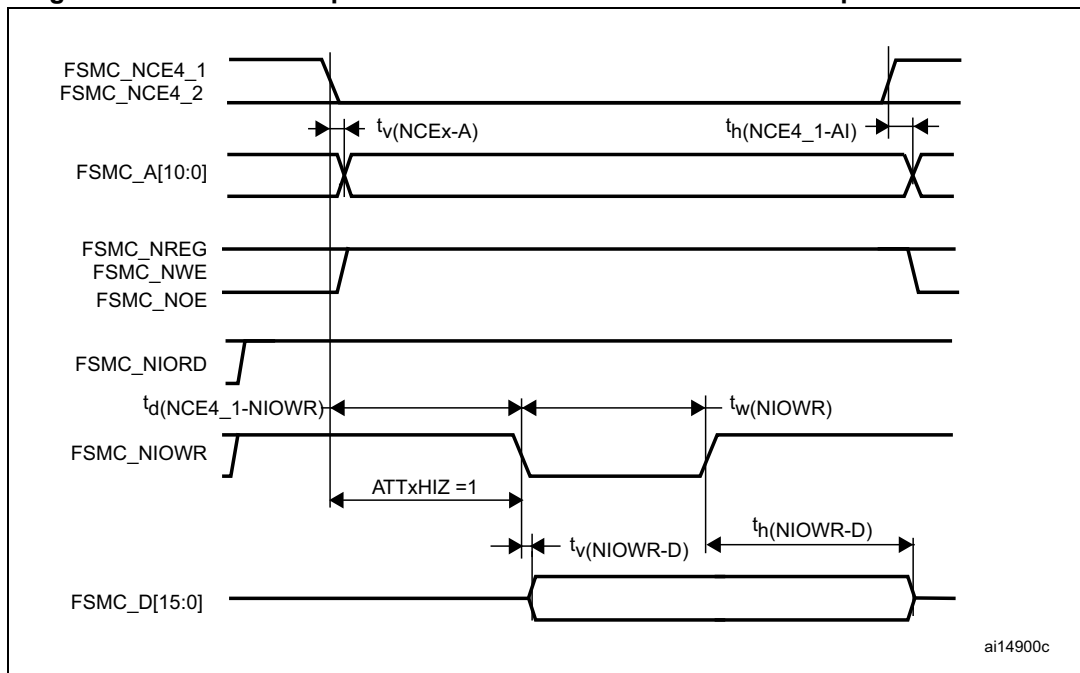 FSMC_NCE4_1
FSMC_NCE4_2
tv(NCEx-A)
th(NCE4_1-AI)
FSMC_A[10:0]
FSMC_NREG
FSMC_NWE
FSMC_NOE
FSMC_NIORD
td(NCE4_1-NIOWR)
tw(NIOWR)
FSMC_NIOWR
ATTxHIZ =1
th(NIOWR-D)
tv(NIOWR-D)
FSMC_D[15:0]
ai14900c